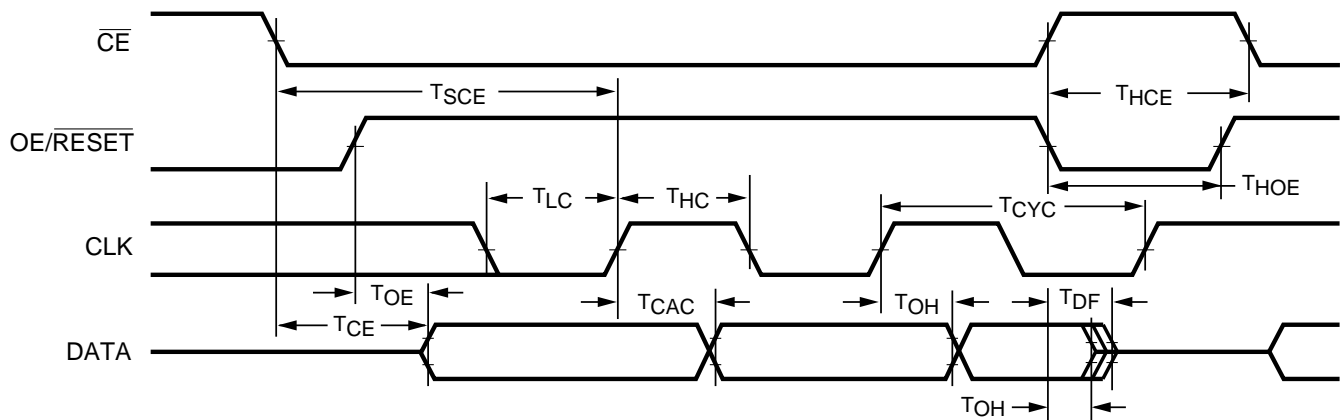 CE
TSCE
THCE
OE/RESET
THOE
TLC
THC
TCYC
CLK
TOE
TCAC
TOH
TDF
TCE
DATA
TOH